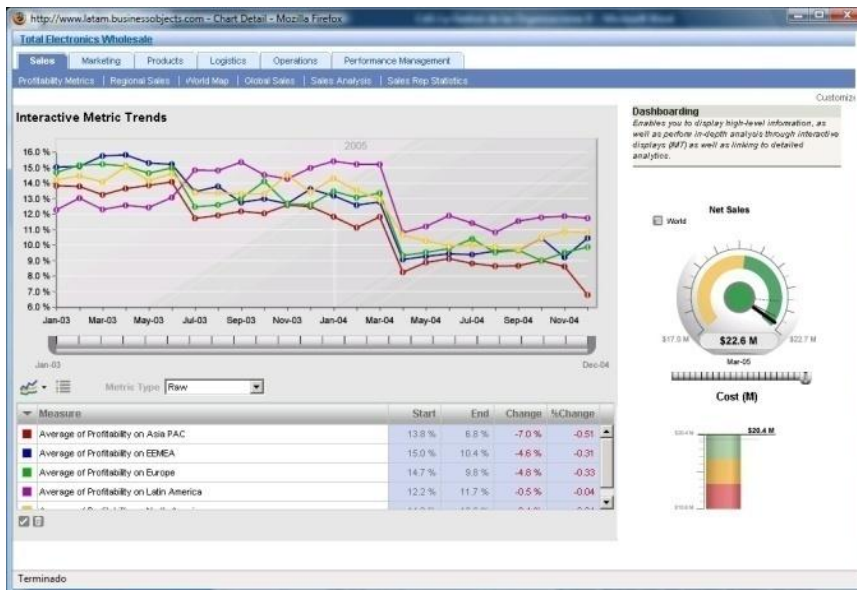 http://www.latam.businessobjects.com - Chart Detail - Mozilla Firefox
Total Electronics Wholesale
Sales Marketing Products Logistics Operations Performance Management
Profitability Metrics | Regional Sales | World Map | Global Sales | Sales Analysis | Sales Rep Statistics
Customize
Interactive Metric Trends
2005
16.0 %
15.0 %
14.0 %
13.0 %
12.0 %
11.0 %
10.0 %
9.0 %
8.0 %
7.0 %
6.0 %
Jan-03 Mar-03 May-03 Jul-03 Sep-03 Nov-03 Jan-04 Mar-04 May-04 Jul-04 Sep-04 Nov-04
Jan-03 Dec-04
Metric Type Raw
Measure Start End Change %Change
Average of Profitability on Asia PAC 13.8 % 6.8 % -7.0 % -0.51
Average of Profitability on EEMEA 15.0 % 10.4 % -4.6 % -0.31
Average of Profitability on Europe 14.7 % 9.8 % -4.8 % -0.33
Average of Profitability on Latin America 12.2 % 11.7 % -0.5 % -0.04
Dashboarding
Enables you to display high-level information, as
well as perform in-depth analysis through interactive
displays (IMT) as well as linking to detailed
analytics.
Net Sales
World
$22.6 M
$22.7 M
Mar-05
Cost (M)
$20.4 M
Terminado